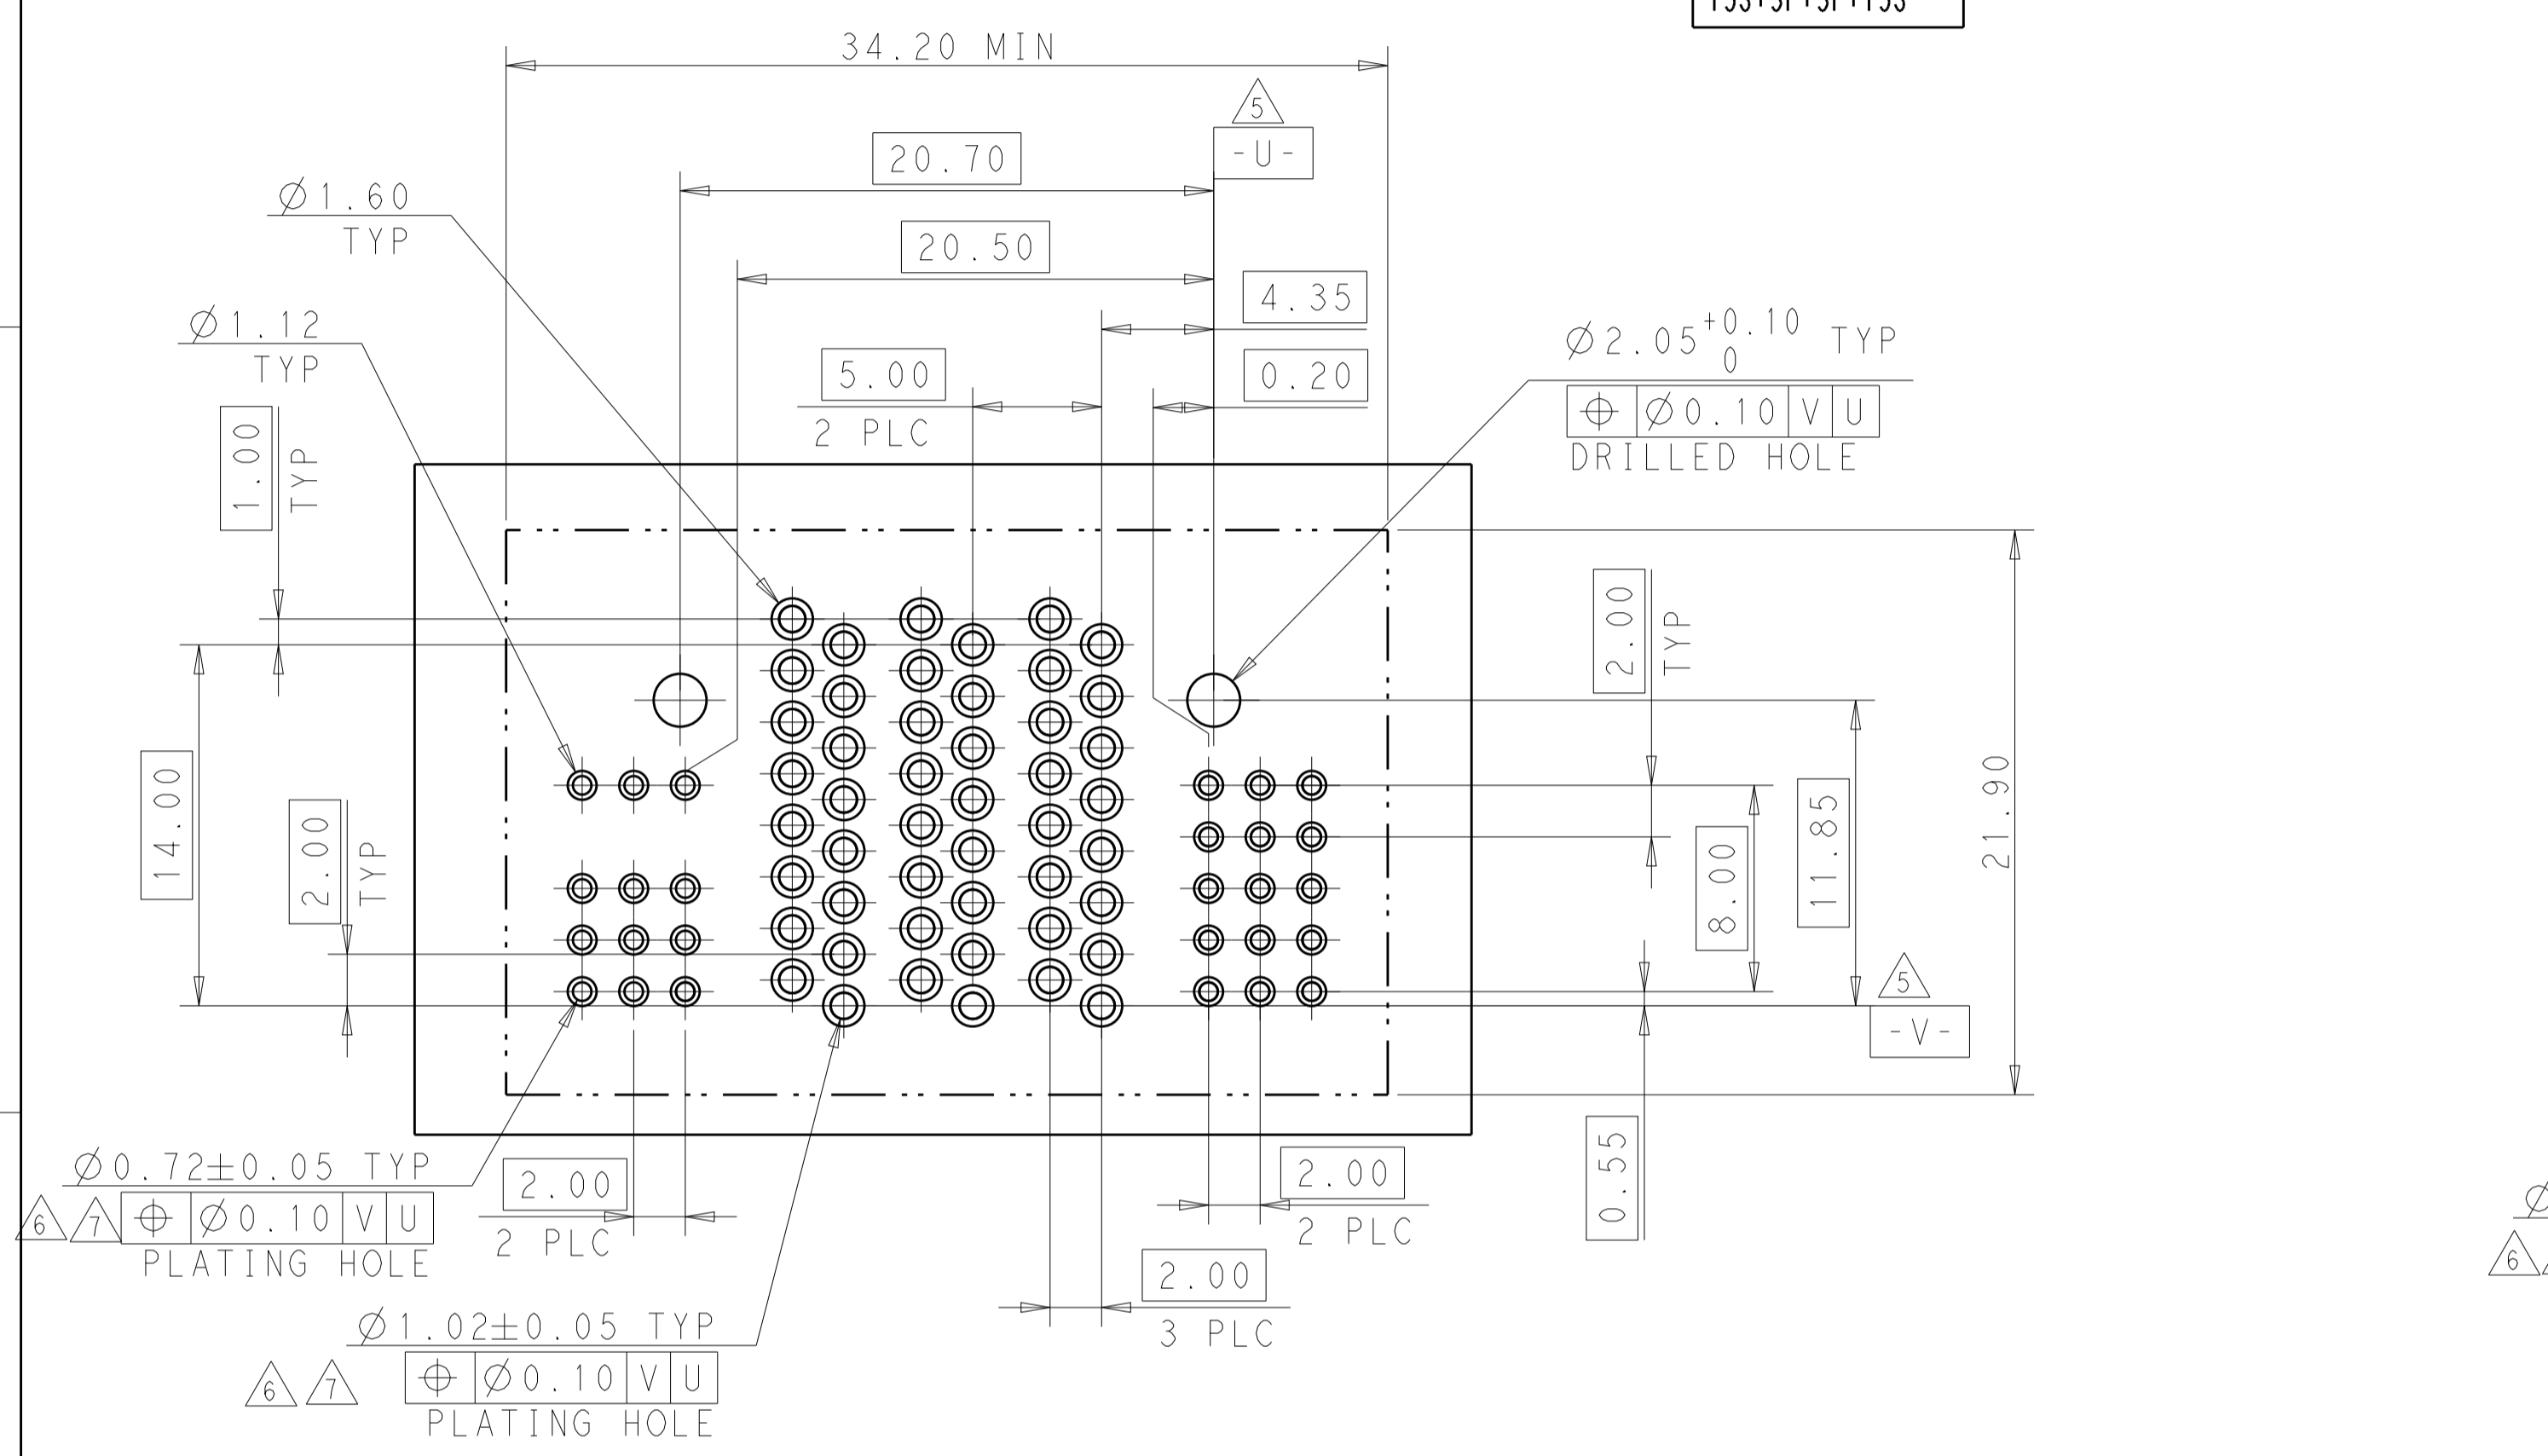 34.20 MIN
5
-U-
20.70
Ø1.60
TYP
20.50
4.35
Ø1.12
TYP
Ø2.05 +0.10 0 TYP
5.00
2 PLC
0.20
⌖ Ø0.10 V U
DRILLED HOLE
1.00
TYP
2.00
TYP
14.00
2.00
TYP
8.00
11.85
21.90
5
-V-
0.55
Ø0.72±0.05 TYP
6 7 ⌖ Ø0.10 V U
PLATING HOLE
2.00
2 PLC
2.00
2 PLC
2.00
3 PLC
Ø1.02±0.05 TYP
6 7 ⌖ Ø0.10 V U
PLATING HOLE
Ø
6